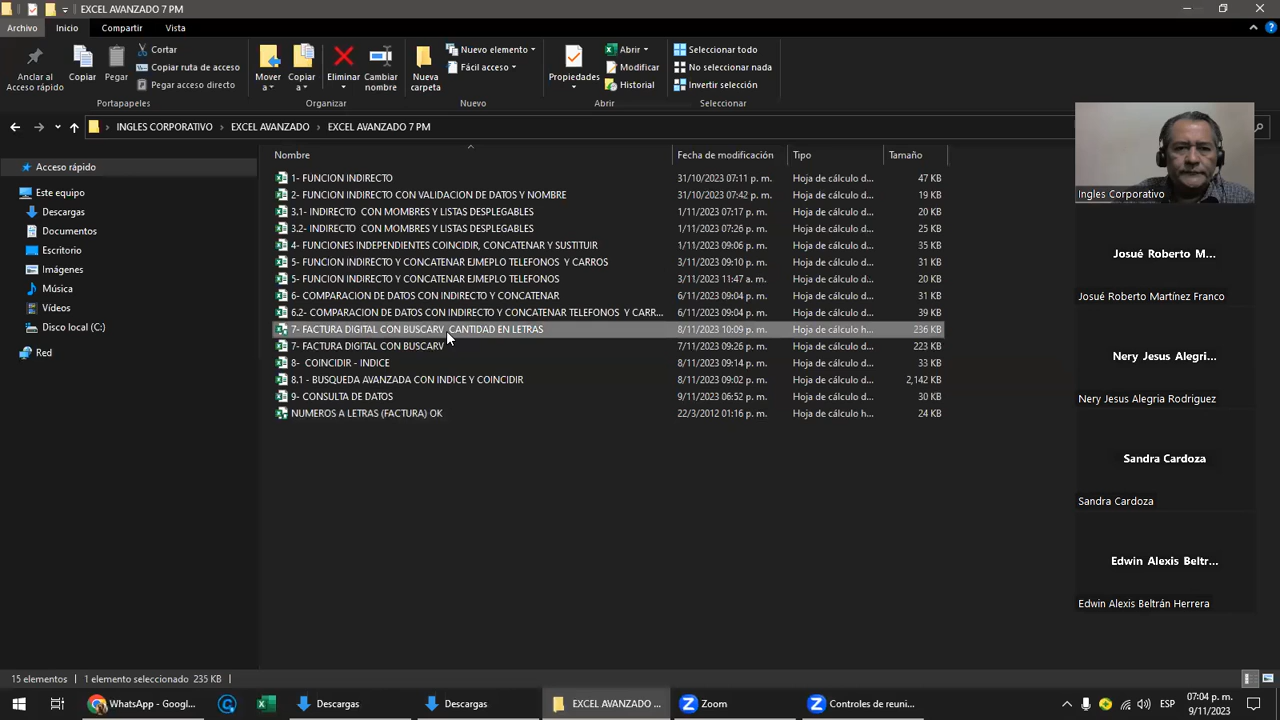 EXCEL AVANZADO 7 PM
Archivo Inicio Compartir Vista
Anclar al Acceso rápido
Copiar
Pegar
Cortar
Copiar ruta de acceso
Pegar acceso directo
Portapapeles
Mover a
Copiar a
Eliminar
Cambiar nombre
Organizar
Nueva carpeta
Nuevo elemento
Fácil acceso
Nuevo
Propiedades
Abrir
Modificar
Historial
Abrir
Seleccionar todo
No seleccionar nada
Invertir selección
Seleccionar
INGLES CORPORATIVO > EXCEL AVANZADO > EXCEL AVANZADO 7 PM
Acceso rápido
Este equipo
Descargas
Documentos
Escritorio
Imágenes
Música
Vídeos
Disco local (C:)
Red
Nombre Fecha de modificación Tipo Tamaño
1- FUNCION INDIRECTO 31/10/2023 07:11 p. m. Hoja de cálculo d... 47 KB
2- FUNCION INDIRECTO CON VALIDACION DE DATOS Y NOMBRE 31/10/2023 07:42 p. m. Hoja de cálculo d... 19 KB
3.1- INDIRECTO CON MOMBRES Y LISTAS DESPLEGABLES 1/11/2023 07:17 p. m. Hoja de cálculo d... 20 KB
3.2- INDIRECTO CON MOMBRES Y LISTAS DESPLEGABLES 1/11/2023 07:26 p. m. Hoja de cálculo d... 25 KB
4- FUNCIONES INDEPENDIENTES COINCIDIR, CONCATENAR Y SUSTITUIR 1/11/2023 09:06 p. m. Hoja de cálculo d... 35 KB
5- FUNCION INDIRECTO Y CONCATENAR EJMEPLO TELEFONOS Y CARROS 3/11/2023 09:10 p. m. Hoja de cálculo d... 31 KB
5- FUNCION INDIRECTO Y CONCATENAR EJMEPLO TELEFONOS 3/11/2023 11:47 a. m. Hoja de cálculo d... 20 KB
6- COMPARACION DE DATOS CON INDIRECTO Y CONCATENAR 6/11/2023 09:04 p. m. Hoja de cálculo d... 31 KB
6.2- COMPARACION DE DATOS CON INDIRECTO Y CONCATENAR TELEFONOS Y CARR... 6/11/2023 09:04 p. m. Hoja de cálculo d... 39 KB
7- FACTURA DIGITAL CON BUSCARV_CANTIDAD EN LETRAS 8/11/2023 10:09 p. m. Hoja de cálculo h... 236 KB
7- FACTURA DIGITAL CON BUSCARV 7/11/2023 09:26 p. m. Hoja de cálculo d... 223 KB
8- COINCIDIR - INDICE 8/11/2023 09:14 p. m. Hoja de cálculo d... 33 KB
8.1 - BUSQUEDA AVANZADA CON INDICE Y COINCIDIR 8/11/2023 09:02 p. m. Hoja de cálculo d... 2,142 KB
9- CONSULTA DE DATOS 9/11/2023 06:52 p. m. Hoja de cálculo d... 30 KB
NUMEROS A LETRAS (FACTURA) OK 22/3/2012 01:16 p. m. Hoja de cálculo h... 24 KB
Ingles Corporativo
Josué Roberto M...
Josué Roberto Martínez Franco
Nery Jesus Alegri...
Nery Jesus Alegria Rodriguez
Sandra Cardoza
Sandra Cardoza
Edwin Alexis Beltr...
Edwin Alexis Beltrán Herrera
15 elementos 1 elemento seleccionado 235 KB
WhatsApp - Googl...
Descargas
Descargas
EXCEL AVANZADO ...
Zoom
Controles de reuni...
ESP
07:04 p. m.
9/11/2023